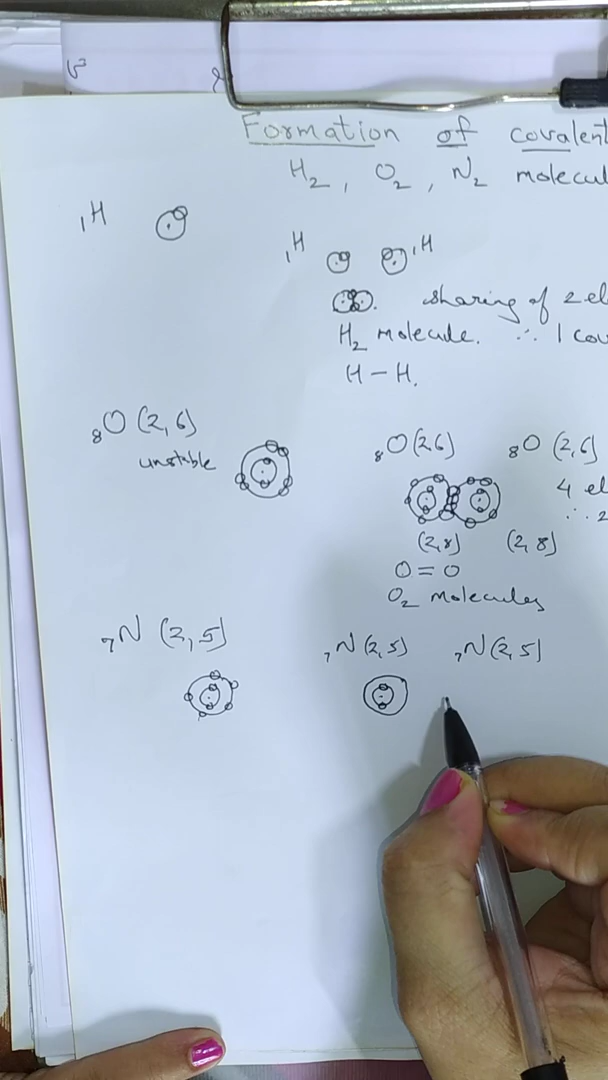 Formation of covalent
H₂, O₂, N₂ molecul
₁H
₁H ₁H
sharing of 2 el
H₂ molecule. ∴ 1 cov
H – H.
₈O (2,6)
unstable
₈O (2,6) ₈O (2,6)
4 el
∴ 2
(2,8) (2,8)
O = O
O₂ molecules
₇N (2,5)
₇N (2,5) ₇N (2,5)